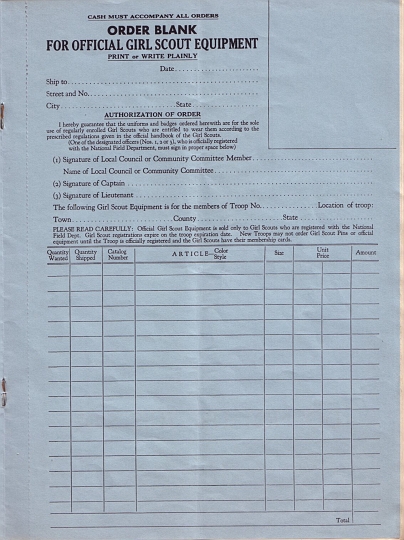 CASH MUST ACCOMPANY ALL ORDERS
ORDER BLANK
FOR OFFICIAL GIRL SCOUT EQUIPMENT
PRINT or WRITE PLAINLY
Date
Ship to
Street and No.
City State
AUTHORIZATION OF ORDER
I hereby guarantee that the uniforms and badges ordered herewith are for the sole
use of regularly enrolled Girl Scouts who are entitled to wear them according to the
prescribed regulations given in the official handbook of the Girl Scouts.
(One of the designated officers (Nos. 1, 2 or 3), who is officially registered
with the National Field Department, must sign in proper space below)
(1) Signature of Local Council or Community Committee Member
Name of Local Council or Community Committee
(2) Signature of Captain
(3) Signature of Lieutenant
The following Girl Scout Equipment is for the members of Troop No. Location of troop:
Town County State
PLEASE READ CAREFULLY: Official Girl Scout Equipment is sold only to Girl Scouts who are registered with the National
Field Dept. Girl Scout registrations expire on the troop expiration date. New Troops may not order Girl Scout Pins or official
equipment until the Troop is officially registered and the Girl Scouts have their membership cards.
Quantity Wanted Quantity Shipped Catalog Number ARTICLE Color Style Size Unit Price Amount
Total